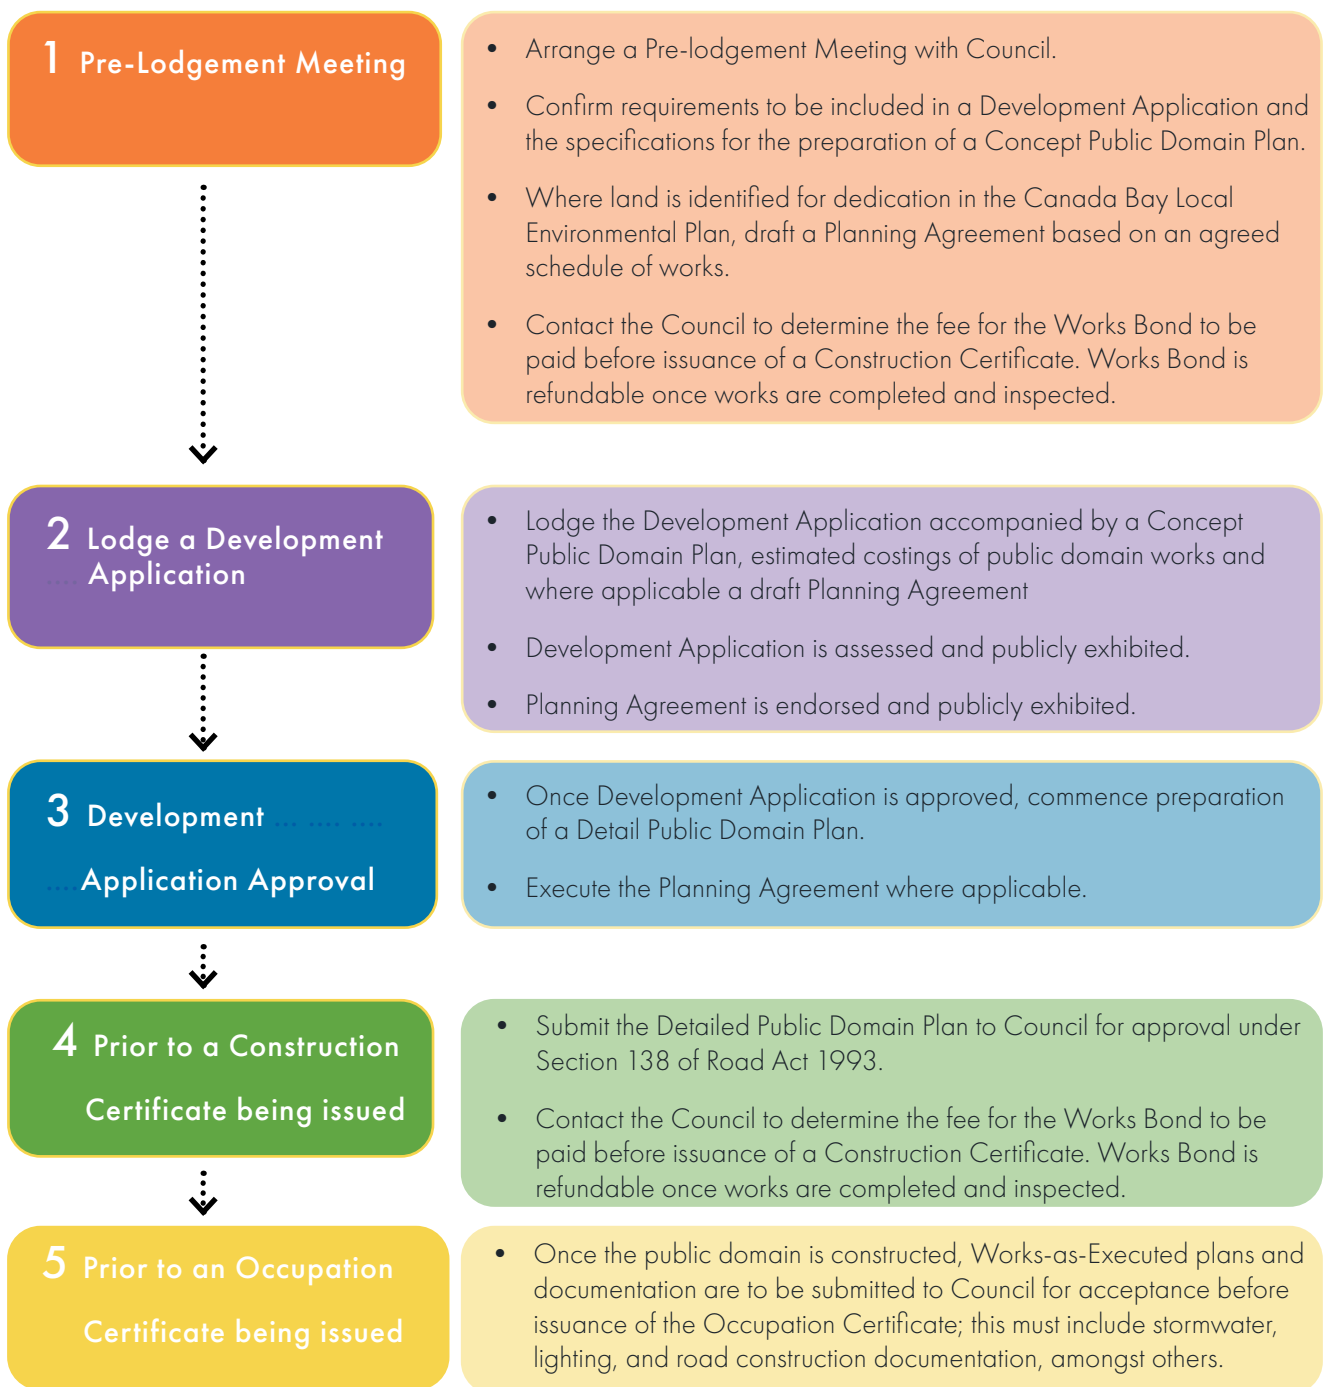 1 Pre-Lodgement Meeting
• Arrange a Pre-lodgement Meeting with Council.
• Confirm requirements to be included in a Development Application and
the specifications for the preparation of a Concept Public Domain Plan.
• Where land is identified for dedication in the Canada Bay Local
Environmental Plan, draft a Planning Agreement based on an agreed
schedule of works.
• Contact the Council to determine the fee for the Works Bond to be
paid before issuance of a Construction Certificate. Works Bond is
refundable once works are completed and inspected.
2 Lodge a Development
.... Application
• Lodge the Development Application accompanied by a Concept
Public Domain Plan, estimated costings of public domain works and
where applicable a draft Planning Agreement
• Development Application is assessed and publicly exhibited.
• Planning Agreement is endorsed and publicly exhibited.
3 Development ... .... ....
....Application Approval
• Once Development Application is approved, commence preparation
of a Detail Public Domain Plan.
• Execute the Planning Agreement where applicable.
4 Prior to a Construction
Certificate being issued
• Submit the Detailed Public Domain Plan to Council for approval under
Section 138 of Road Act 1993.
• Contact the Council to determine the fee for the Works Bond to be
paid before issuance of a Construction Certificate. Works Bond is
refundable once works are completed and inspected.
5 Prior to an Occupation
Certificate being issued
• Once the public domain is constructed, Works-as-Executed plans and
documentation are to be submitted to Council for acceptance before
issuance of the Occupation Certificate; this must include stormwater,
lighting, and road construction documentation, amongst others.